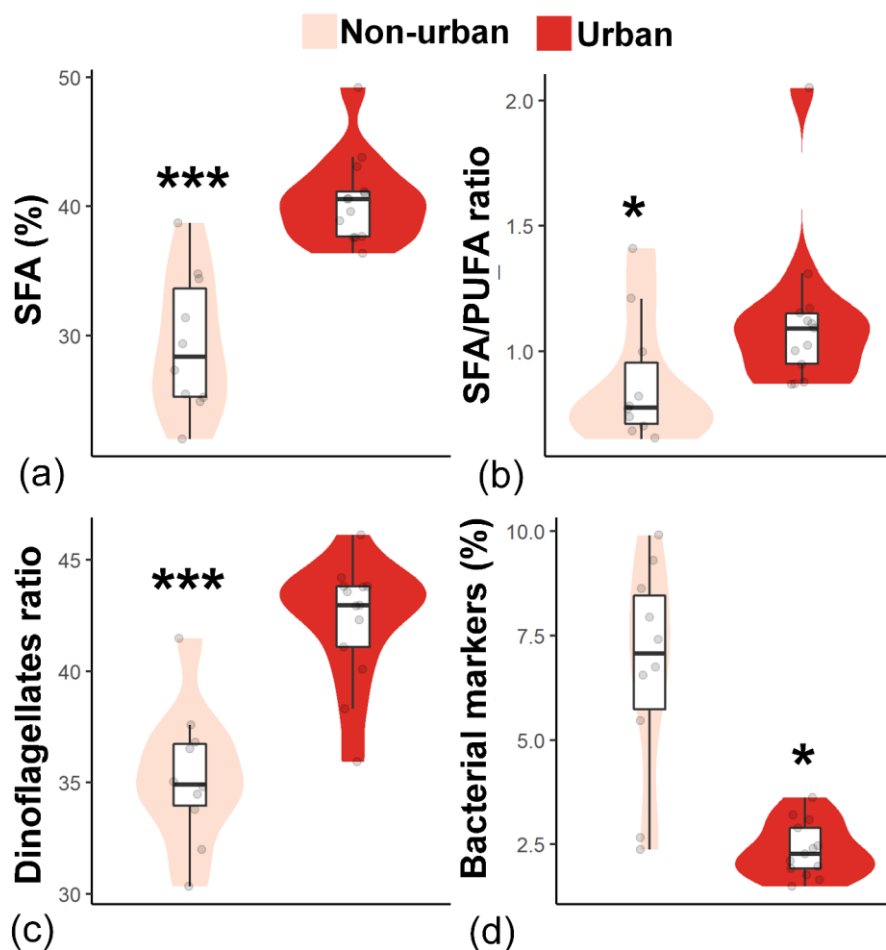 Non-urban Urban
SFA (%)
50
40
30
***
(a)
SFA/PUFA ratio
2.0
1.5
1.0
*
(b)
Dinoflagellates ratio
45
40
35
30
***
(c)
Bacterial markers (%)
10.0
7.5
5.0
2.5
*
(d)